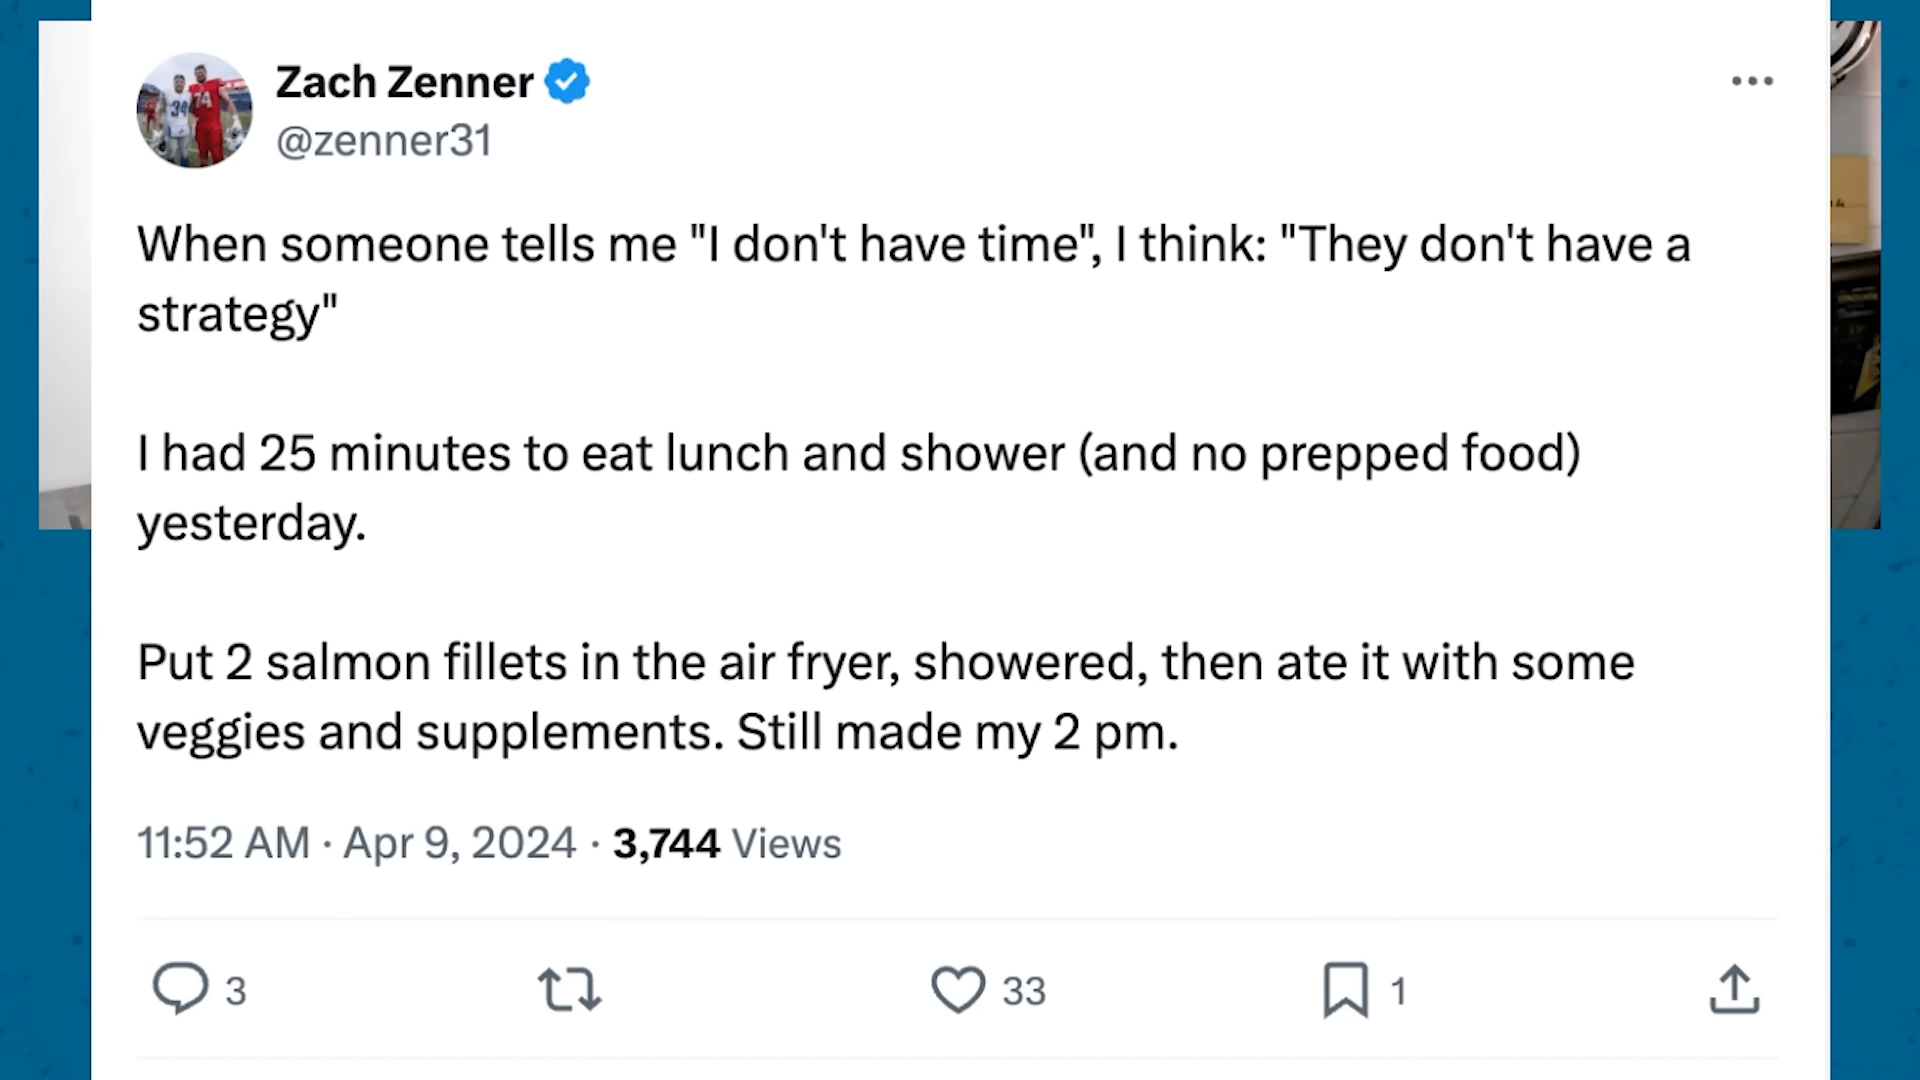 Zach Zenner
@zenner31
When someone tells me "I don't have time", I think: "They don't have a
strategy"
I had 25 minutes to eat lunch and shower (and no prepped food)
yesterday.
Put 2 salmon fillets in the air fryer, showered, then ate it with some
veggies and supplements. Still made my 2 pm.
11:52 AM · Apr 9, 2024 · 3,744 Views
3 33 1